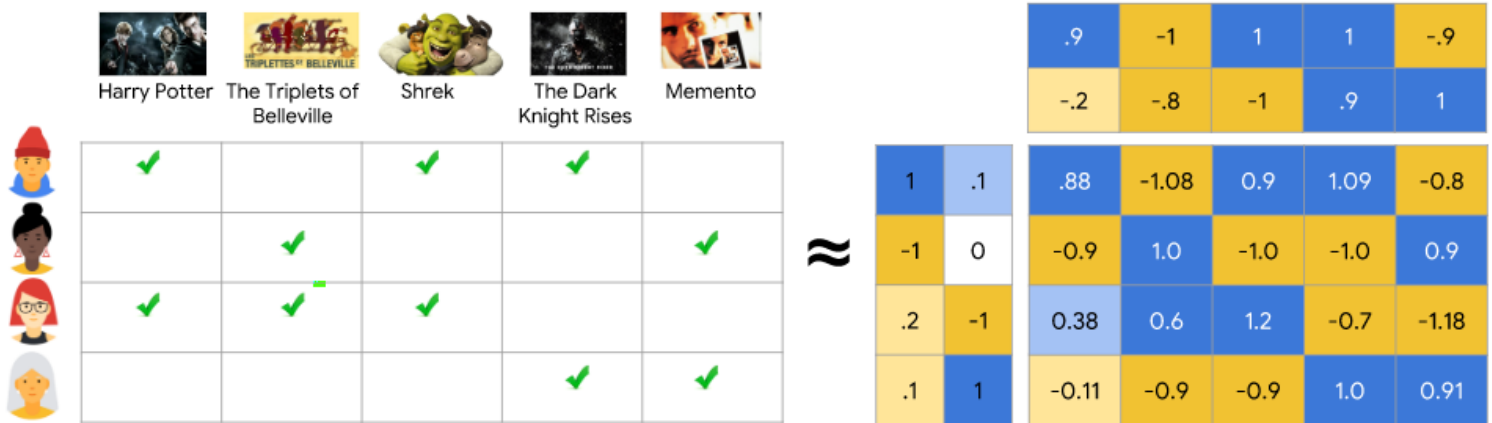 TRIPLETTES OF BELLEVILLE
Harry Potter
The Triplets of
Belleville
Shrek
The Dark
Knight Rises
Memento
.9 -1 1 1 -.9
-.2 -.8 -1 .9 1
≈
1 .1
-1 0
.2 -1
.1 1
.88 -1.08 0.9 1.09 -0.8
-0.9 1.0 -1.0 -1.0 0.9
0.38 0.6 1.2 -0.7 -1.18
-0.11 -0.9 -0.9 1.0 0.91